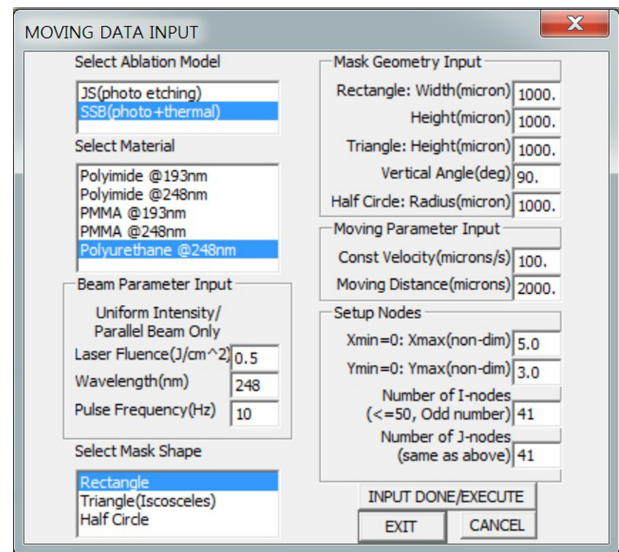 MOVING DATA INPUT
X
Select Ablation Model
JS(photo etching)
SSB(photo+thermal)
Select Material
Polyimide @193nm
Polyimide @248nm
PMMA @193nm
PMMA @248nm
Polyurethane @248nm
Beam Parameter Input
Uniform Intensity/
Parallel Beam Only
Laser Fluence(J/cm^2) 0.5
Wavelength(nm) 248
Pulse Frequency(Hz) 10
Select Mask Shape
Rectangle
Triangle(Iscosceles)
Half Circle
Mask Geometry Input
Rectangle: Width(micron) 1000.
Height(micron) 1000.
Triangle: Height(micron) 1000.
Vertical Angle(deg) 90.
Half Circle: Radius(micron) 1000.
Moving Parameter Input
Const Velocity(microns/s) 100.
Moving Distance(microns) 2000.
Setup Nodes
Xmin=0: Xmax(non-dim) 5.0
Ymin=0: Ymax(non-dim) 3.0
Number of I-nodes
(<=50, Odd number) 41
Number of J-nodes
(same as above) 41
INPUT DONE/EXECUTE
EXIT CANCEL